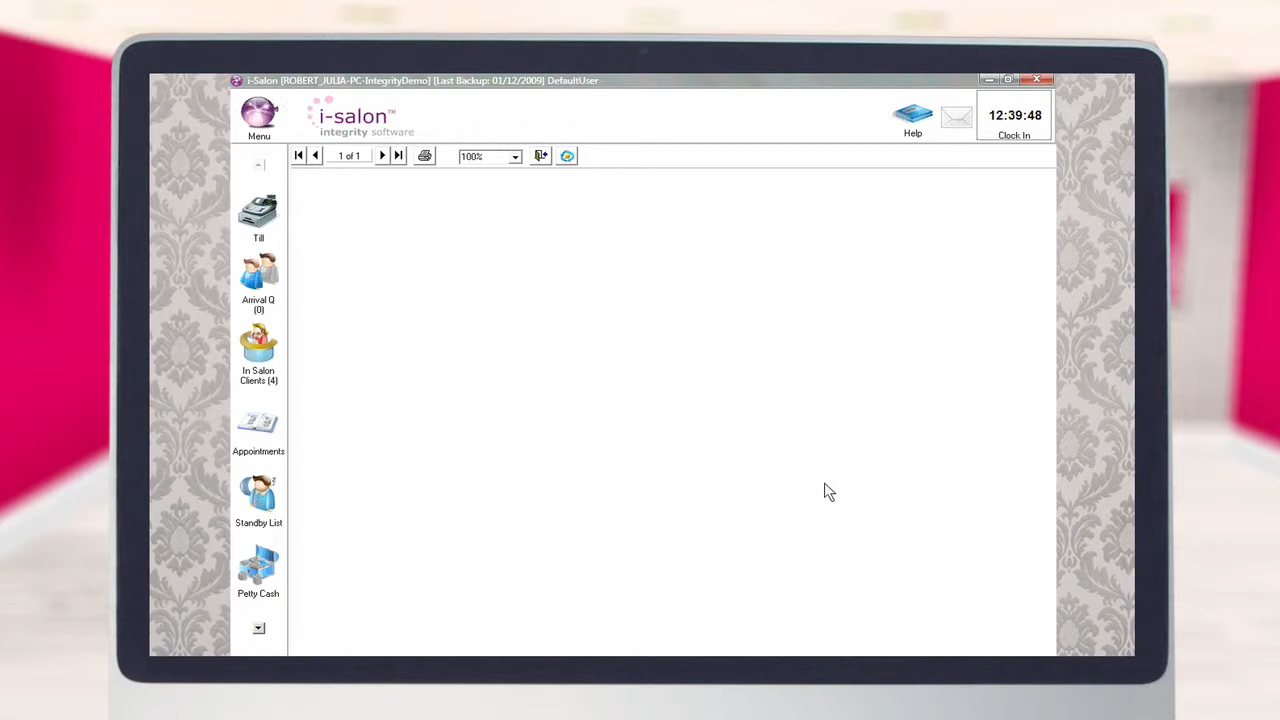 i-Salon [ROBERT_JULIA-PC-IntegrityDemo] [Last Backup: 01/12/2009] DefaultUser
Menu
i-salon™
integrity software
Help
12:39:48
Clock In
1 of 1
100%
Till
Arrival Q
(0)
In Salon
Clients (4)
Appointments
Standby List
Petty Cash